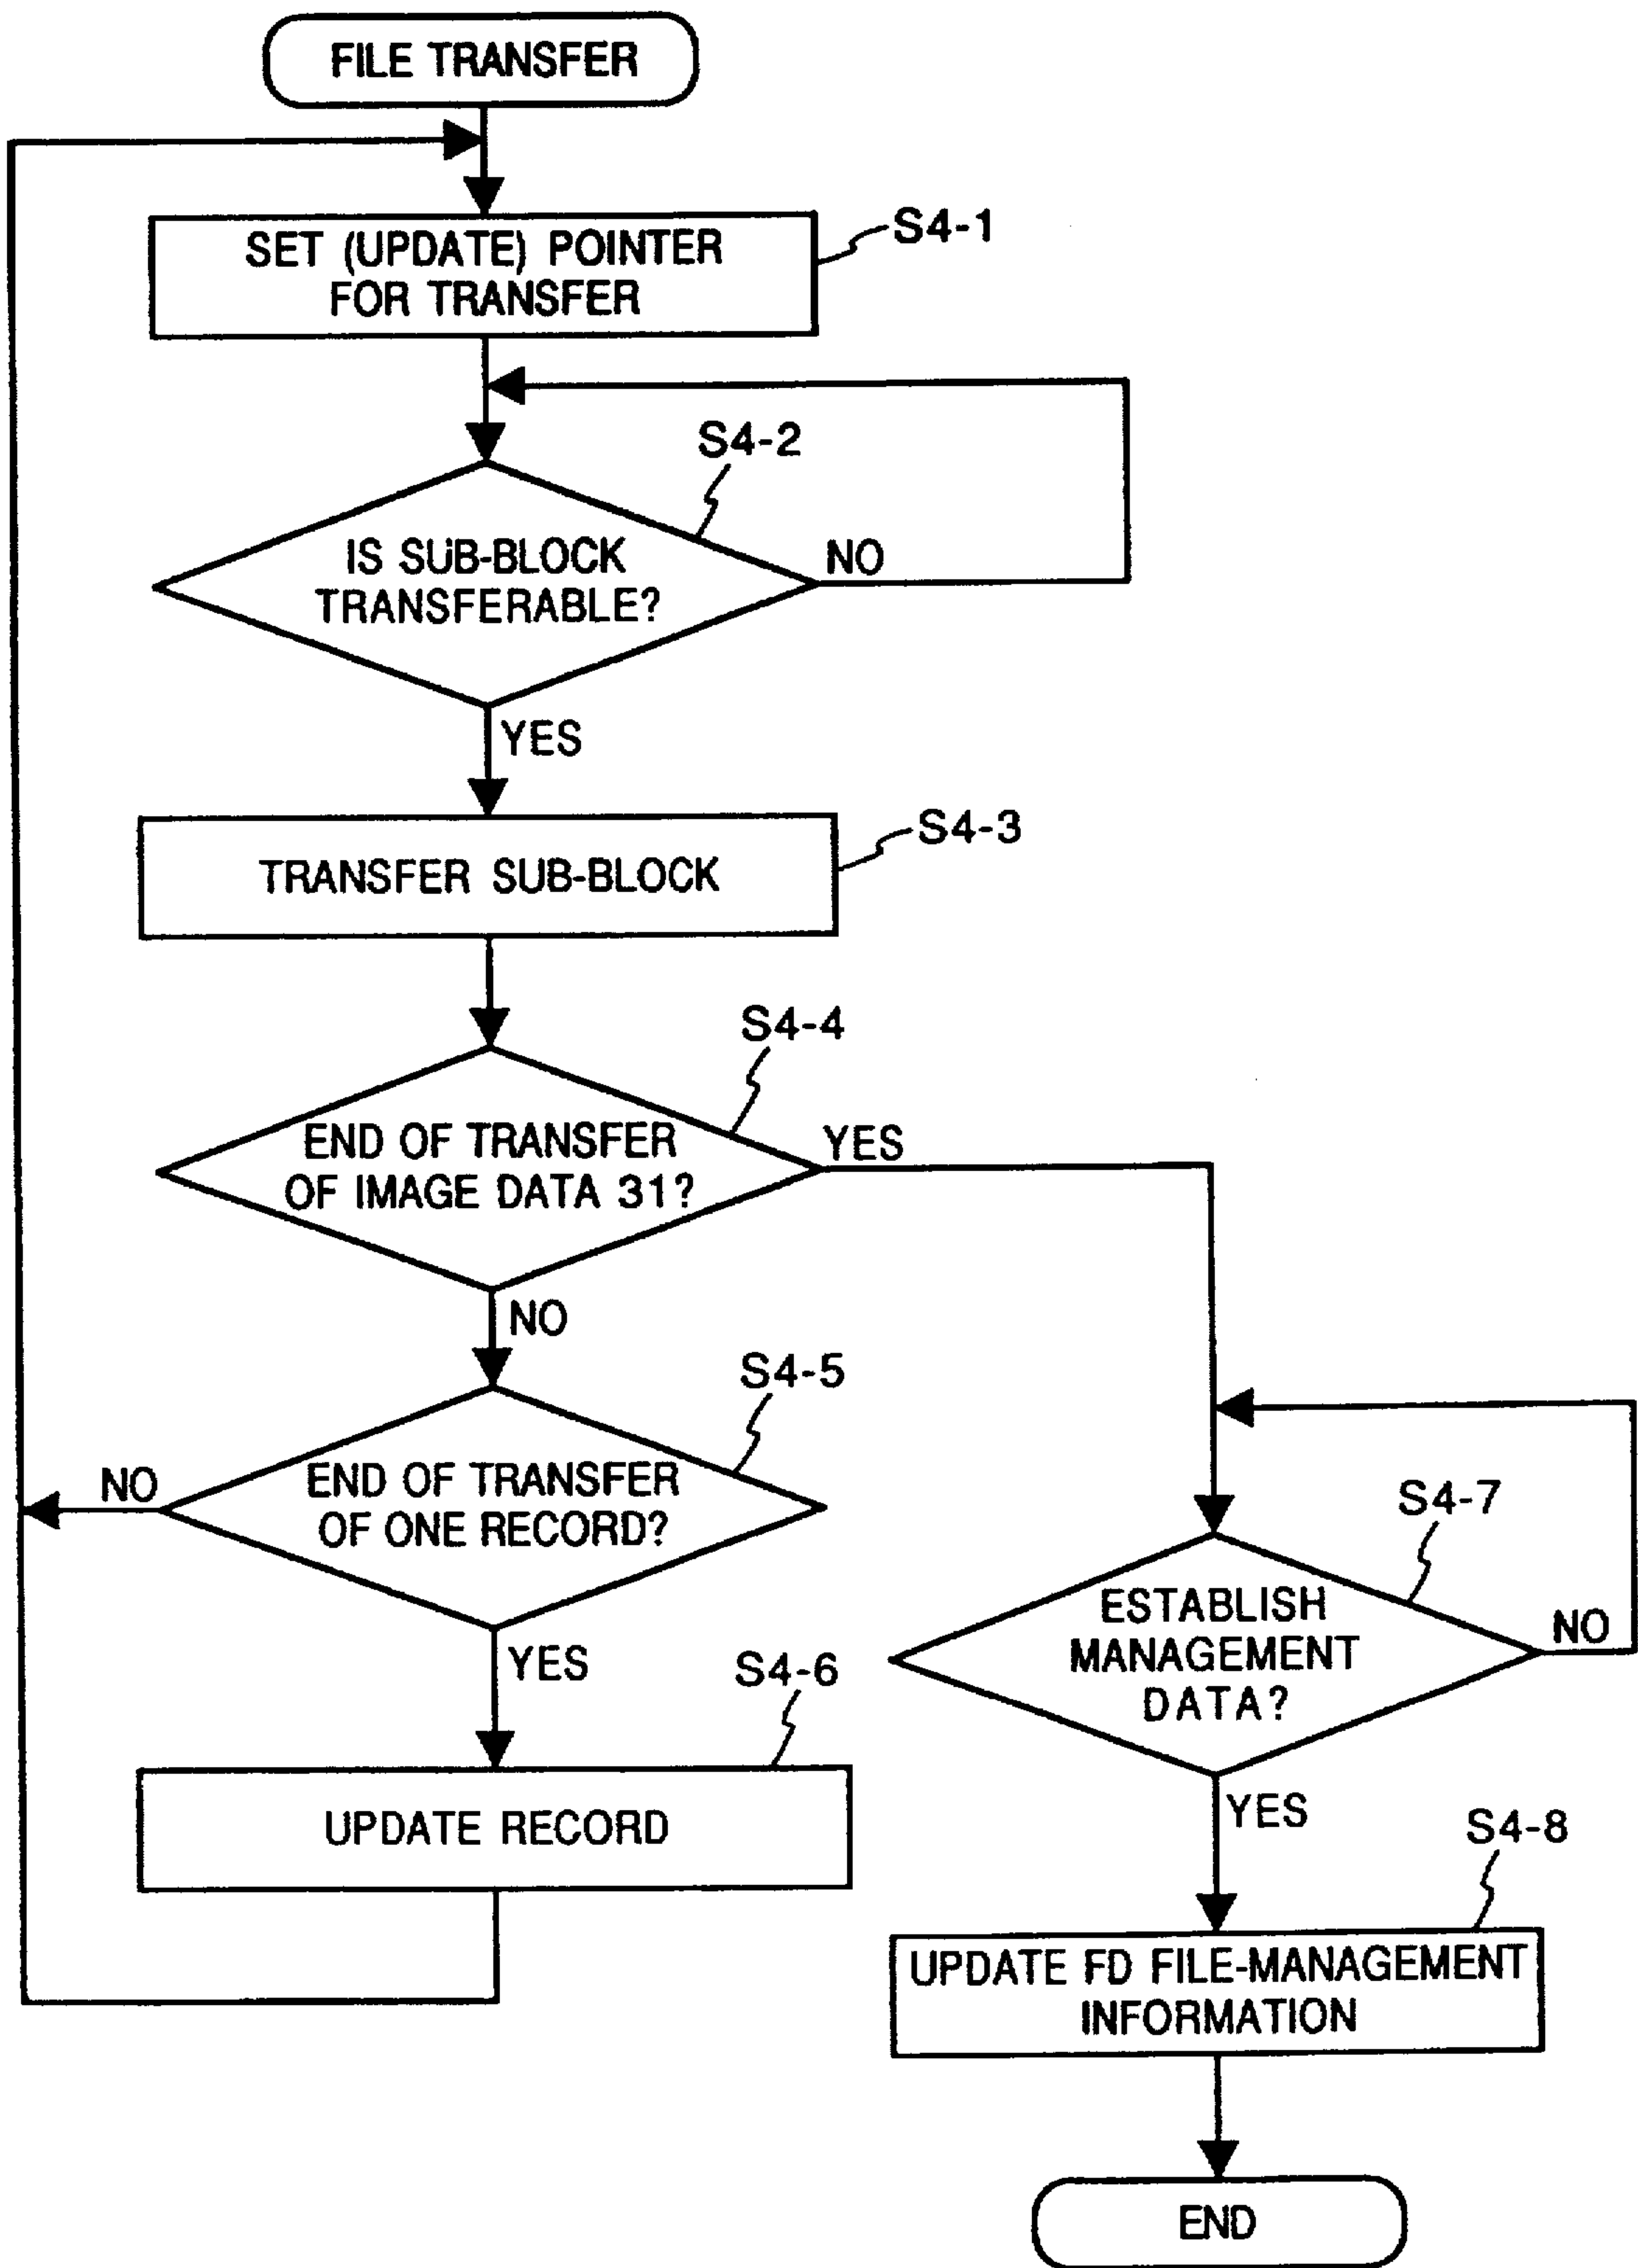 FILE TRANSFER
S4-1
SET (UPDATE) POINTER
FOR TRANSFER
S4-2
IS SUB-BLOCK
TRANSFERABLE?
NO
YES
S4-3
TRANSFER SUB-BLOCK
S4-4
END OF TRANSFER
OF IMAGE DATA 31?
YES
NO
S4-5
END OF TRANSFER
OF ONE RECORD?
NO
YES
S4-6
UPDATE RECORD
S4-7
ESTABLISH
MANAGEMENT
DATA?
NO
YES
S4-8
UPDATE FD FILE-MANAGEMENT
INFORMATION
END